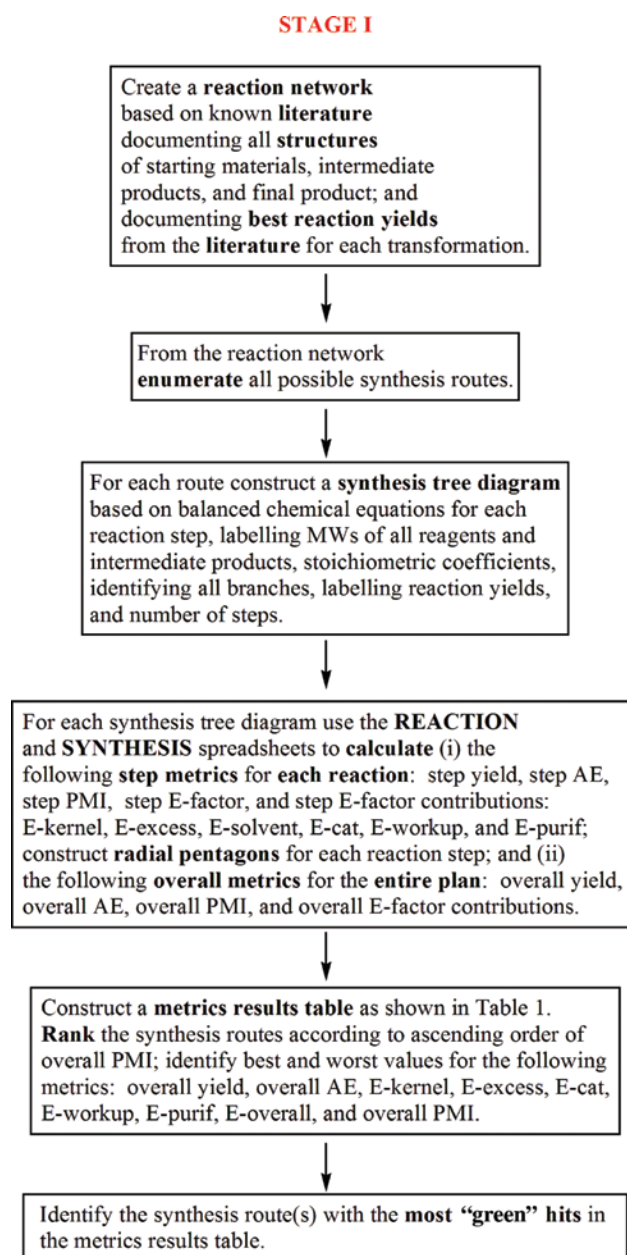 STAGE I
Create a reaction network
based on known literature
documenting all structures
of starting materials, intermediate
products, and final product; and
documenting best reaction yields
from the literature for each transformation.
From the reaction network
enumerate all possible synthesis routes.
For each route construct a synthesis tree diagram
based on balanced chemical equations for each
reaction step, labelling MWs of all reagents and
intermediate products, stoichiometric coefficients,
identifying all branches, labelling reaction yields,
and number of steps.
For each synthesis tree diagram use the REACTION
and SYNTHESIS spreadsheets to calculate (i) the
following step metrics for each reaction: step yield, step AE,
step PMI, step E-factor, and step E-factor contributions:
E-kernel, E-excess, E-solvent, E-cat, E-workup, and E-purif;
construct radial pentagons for each reaction step; and (ii)
the following overall metrics for the entire plan: overall yield,
overall AE, overall PMI, and overall E-factor contributions.
Construct a metrics results table as shown in Table 1.
Rank the synthesis routes according to ascending order of
overall PMI; identify best and worst values for the following
metrics: overall yield, overall AE, E-kernel, E-excess, E-cat,
E-workup, E-purif, E-overall, and overall PMI.
Identify the synthesis route(s) with the most “green” hits in
the metrics results table.